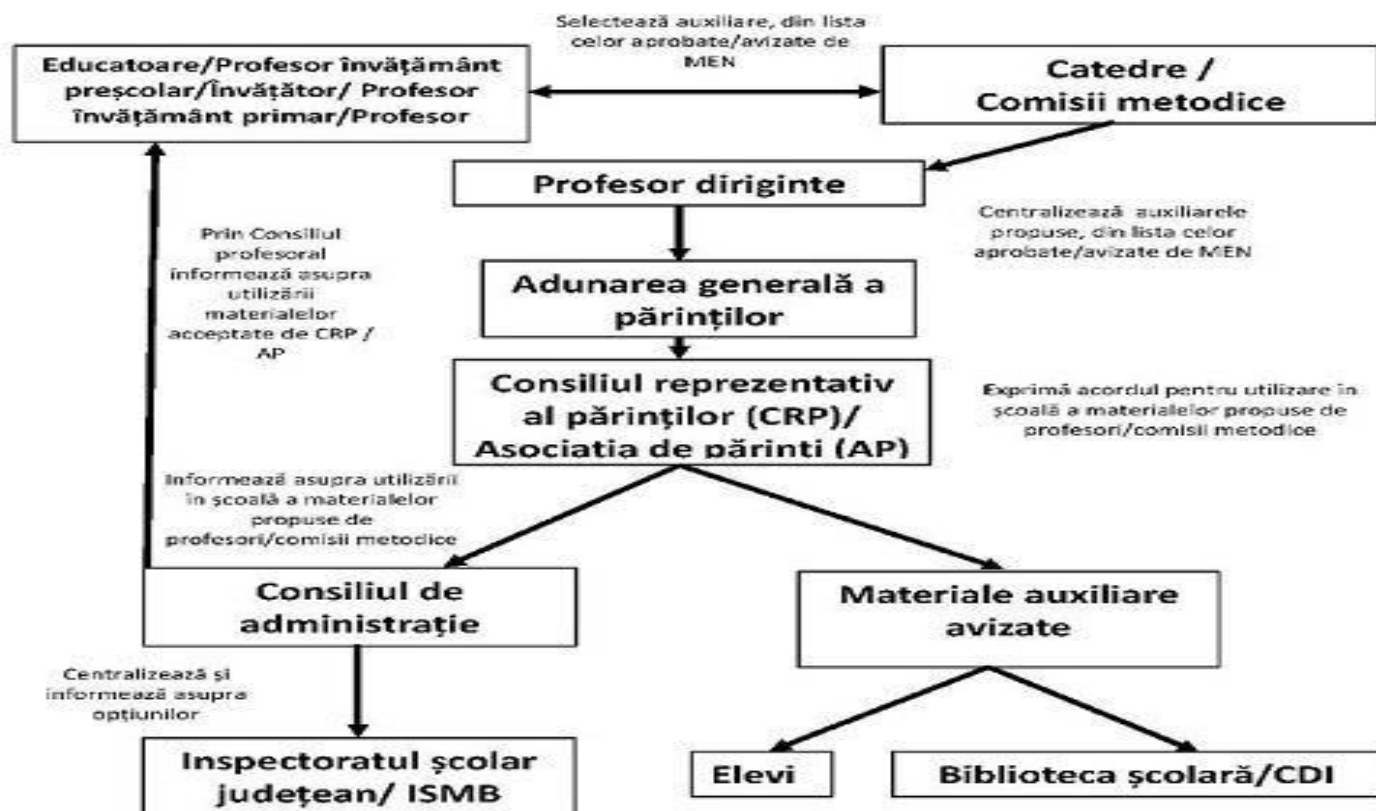 Selectează auxiliare, din lista
celor aprobate/avizate de
MEN
Educatoare/Profesor învățământ
preșcolar/Învățător/ Profesor
învățământ primar/Profesor
Catedre /
Comisii metodice
Profesor diriginte
Centralizează auxiliarele
propuse, din lista celor
aprobate/avizate de MEN
Prin Consiliul
profesoral
informează asupra
utilizării
materialelor
acceptate de CRP /
AP
Adunarea generală a
părinților
Consiliul reprezentativ
al părinților (CRP)/
Asociatia de părinti (AP)
Exprimă acordul pentru utilizare în
școală a materialelor propuse de
profesori/comisii metodice
Informează asupra utilizării
în școală a materialelor
propuse de
profesori/comisii metodice
Consiliul de
administrație
Materiale auxiliare
avizate
Centralizează și
informează asupra
opțiunilor
Inspectoratul școlar
județean/ ISMB
Elevi
Biblioteca școlară/CDI